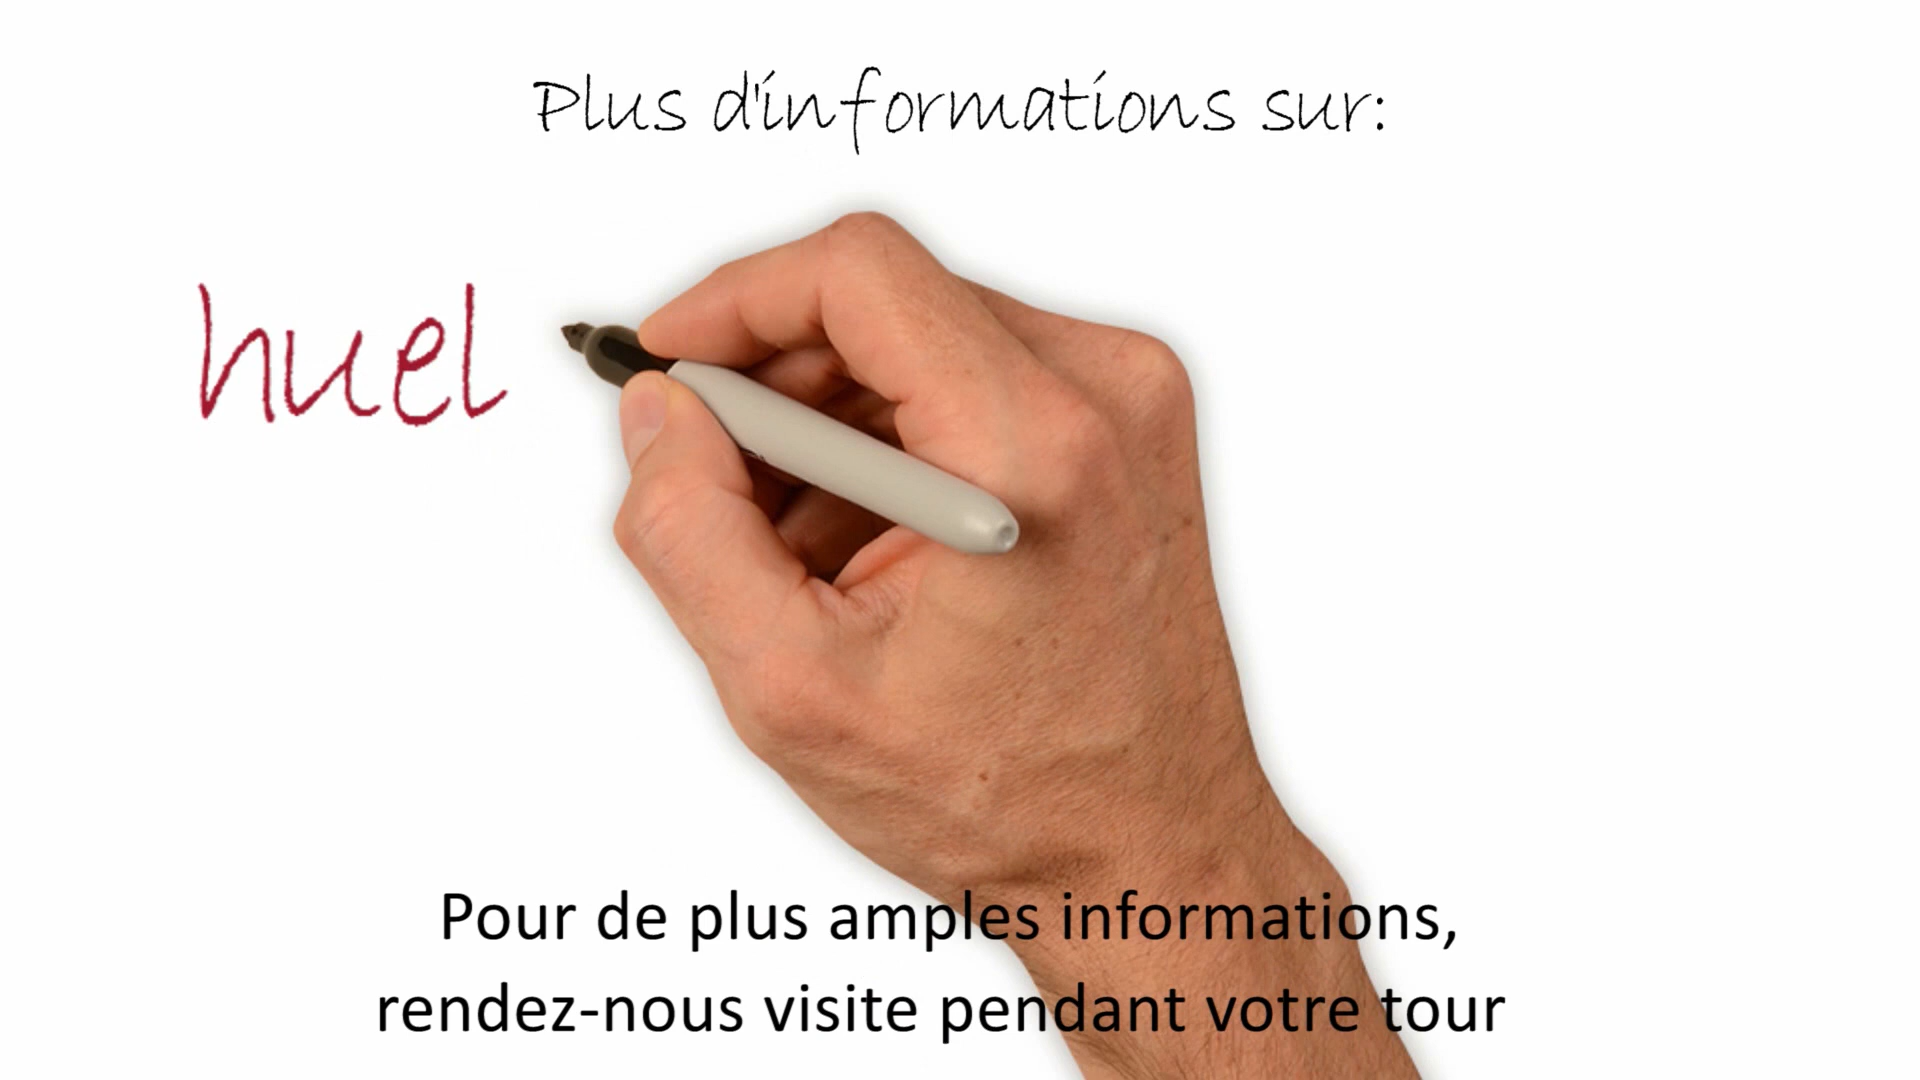 Plus d'informations sur:
huel
Pour de plus amples informations,
rendez-nous visite pendant votre tour